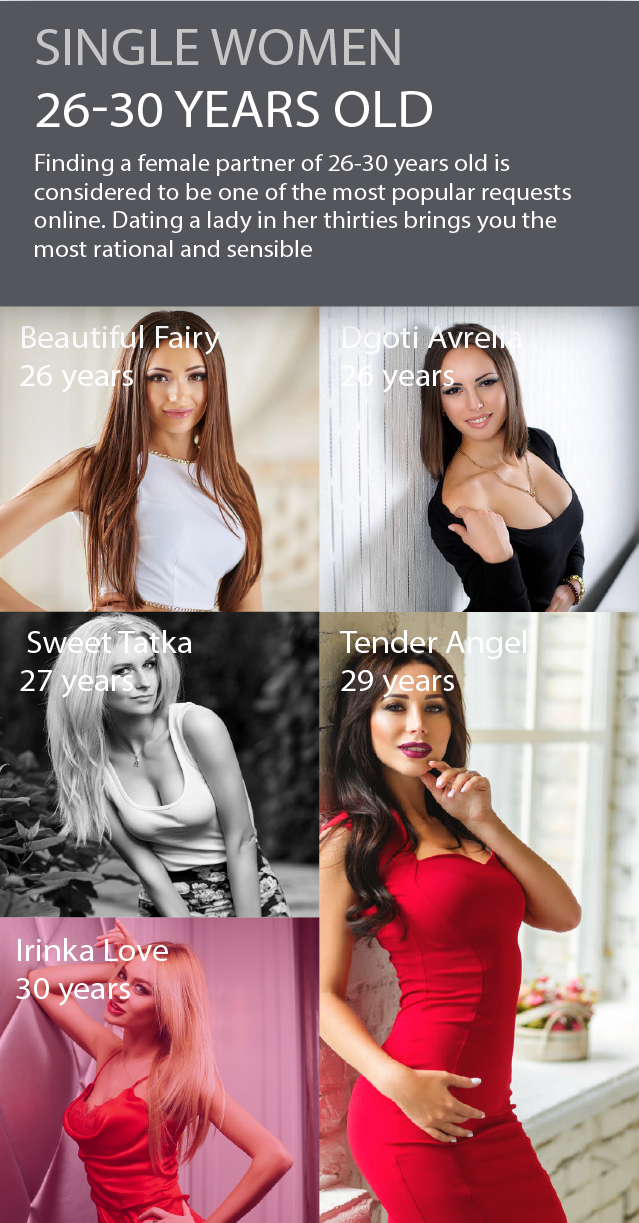 SINGLE WOMEN
26-30 YEARS OLD
Finding a female partner of 26-30 years old is
considered to be one of the most popular requests
online. Dating a lady in her thirties brings you the
most rational and sensible
Beautiful Fairy
26 years
Dgoti Avrelia
26 years
Sweet Tatka
27 years
Tender Angel
29 years
Irinka Love
30 years